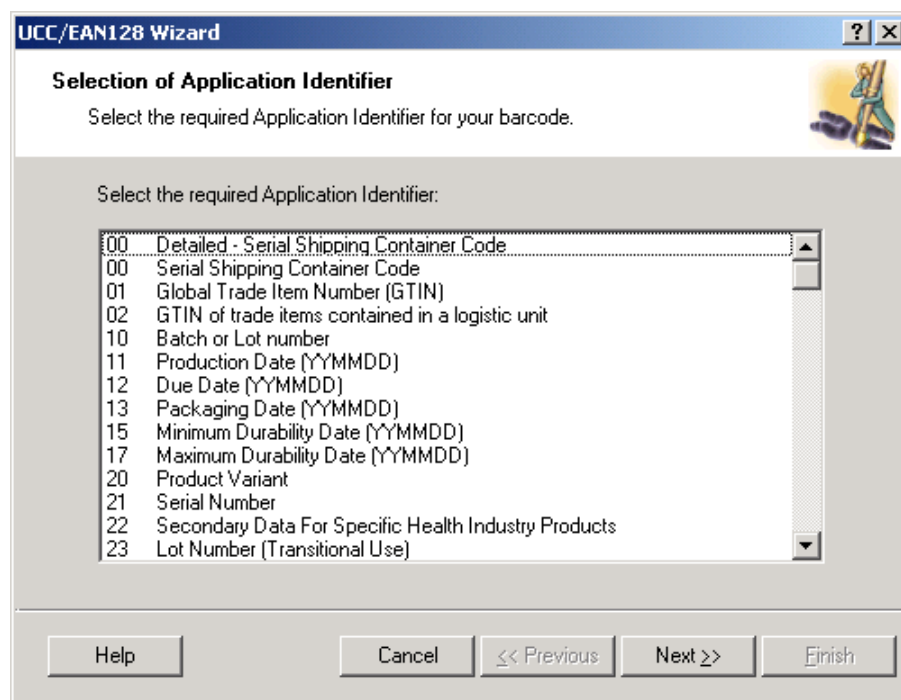 UCC/EAN128 Wizard
Selection of Application Identifier
Select the required Application Identifier for your barcode.
Select the required Application Identifier:
00 Detailed - Serial Shipping Container Code
00 Serial Shipping Container Code
01 Global Trade Item Number (GTIN)
02 GTIN of trade items contained in a logistic unit
10 Batch or Lot number
11 Production Date (YYMMDD)
12 Due Date (YYMMDD)
13 Packaging Date (YYMMDD)
15 Minimum Durability Date (YYMMDD)
17 Maximum Durability Date (YYMMDD)
20 Product Variant
21 Serial Number
22 Secondary Data For Specific Health Industry Products
23 Lot Number (Transitional Use)
Help Cancel << Previous Next >> Finish